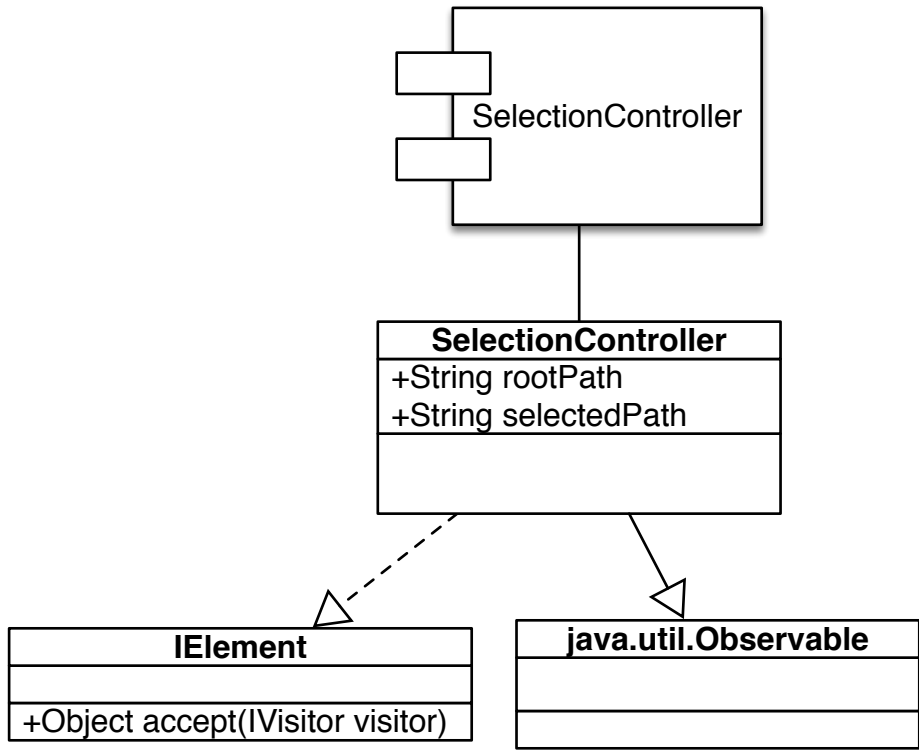 SelectionController
SelectionController
+String rootPath
+String selectedPath
IElement
+Object accept(IVisitor visitor)
java.util.Observable